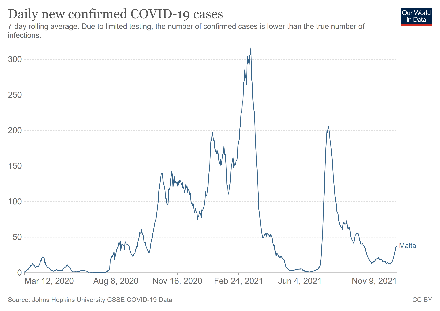 Daily new confirmed COVID-19 cases
7-day rolling average. Due to limited testing, the number of confirmed cases is lower than the true number of
infections.
Our World
in Data
300
250
200
150
100
50
0
Malta
Mar 12, 2020 Aug 8, 2020 Nov 16, 2020 Feb 24, 2021 Jun 4, 2021 Nov 9, 2021
Source: Johns Hopkins University CSSE COVID-19 Data
CC BY